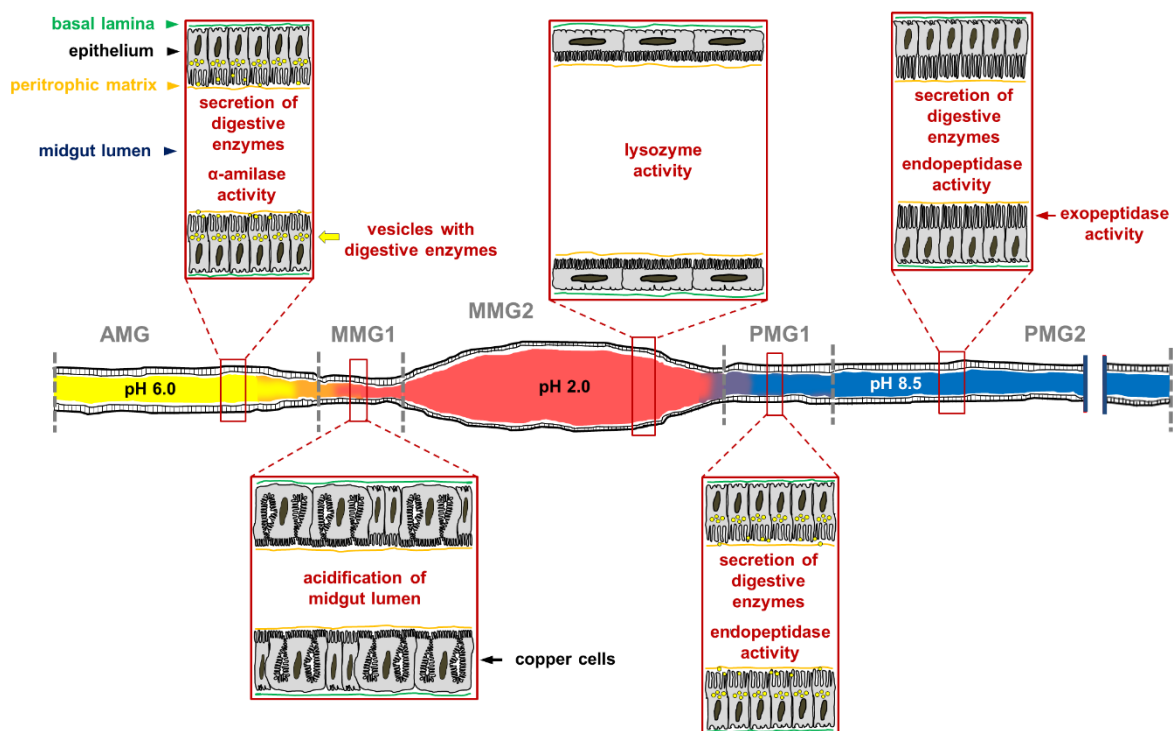 basal lamina
epithelium
peritrophic matrix
midgut lumen
secretion of
digestive
enzymes
α-amilase
activity
vesicles with
digestive enzymes
lysozyme
activity
secretion of
digestive
enzymes
endopeptidase
activity
exopeptidase
activity
AMG
MMG1
MMG2
PMG1
PMG2
pH 6.0
pH 2.0
pH 8.5
acidification of
midgut lumen
copper cells
secretion of
digestive
enzymes
endopeptidase
activity